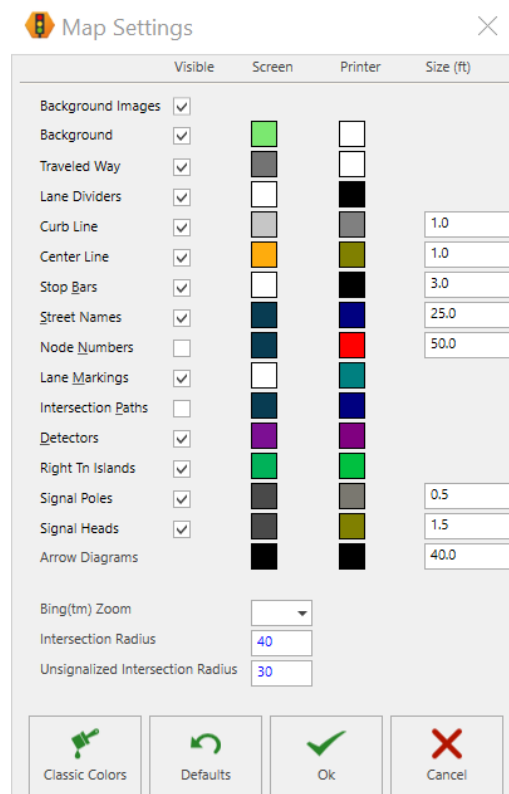 Map Settings
Visible Screen Printer Size (ft)
Background Images
Background
Traveled Way
Lane Dividers
Curb Line 1.0
Center Line 1.0
Stop Bars 3.0
Street Names 25.0
Node Numbers 50.0
Lane Markings
Intersection Paths
Detectors
Right Tn Islands
Signal Poles 0.5
Signal Heads 1.5
Arrow Diagrams 40.0
Bing(tm) Zoom
Intersection Radius 40
Unsignalized Intersection Radius 30
Classic Colors Defaults Ok Cancel